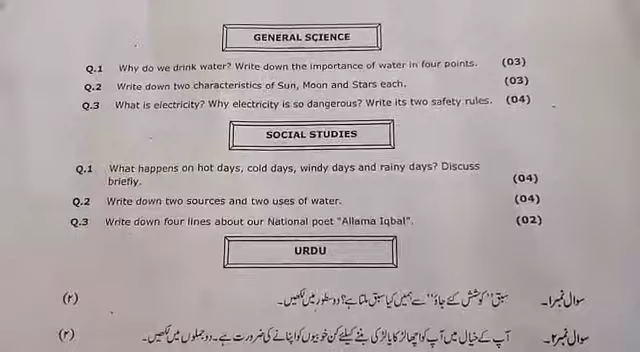 GENERAL SCIENCE
Q.1 Why do we drink water? Write down the importance of water in four points. (03)
Q.2 Write down two characteristics of Sun, Moon and Stars each. (03)
Q.3 What is electricity? Why electricity is so dangerous? Write its two safety rules. (04)
SOCIAL STUDIES
Q.1 What happens on hot days, cold days, windy days and rainy days? Discuss
briefly. (04)
Q.2 Write down two sources and two uses of water. (04)
Q.3 Write down four lines about our National poet "Allama Iqbal". (02)
URDU
سوال نمبر۱۔ سبق "کوشش کئے جاؤ" سے ہمیں کیا سبق ملتا ہے؟ دو سطور میں لکھیں۔ (۲)
سوال نمبر۲۔ آپ کے خیال میں آپ کو اچھا لڑکا یا لڑکی بننے کیلئے کن خوبیوں کو اپنانے کی ضرورت ہے۔ دو جملوں میں لکھیں۔ (۲)